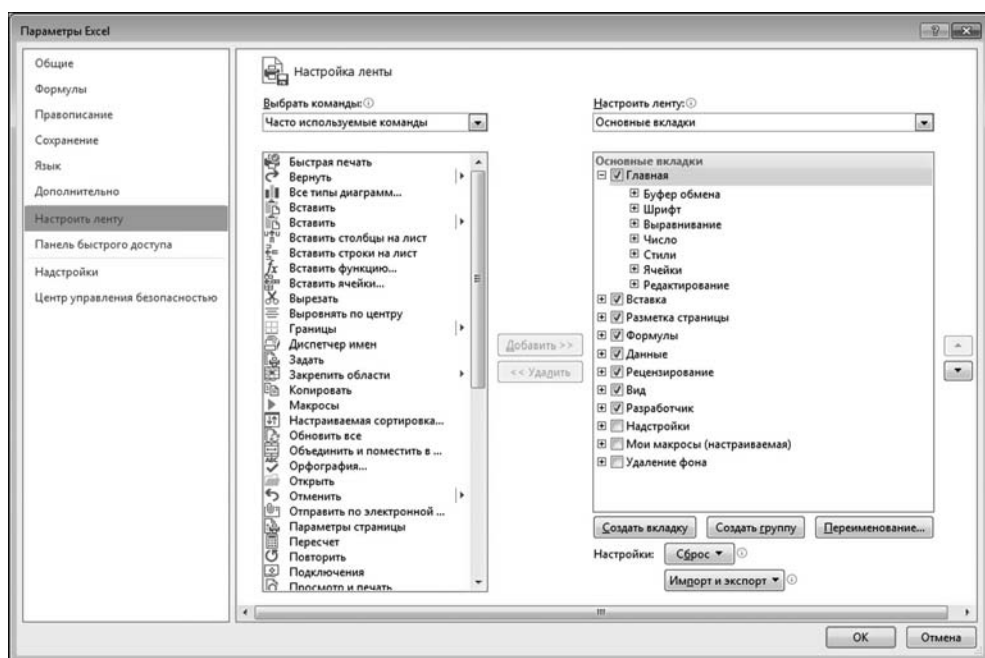 Параметры Excel
Общие
Формулы
Правописание
Сохранение
Язык
Дополнительно
Настроить ленту
Панель быстрого доступа
Надстройки
Центр управления безопасностью
Настройка ленты
Выбрать команды:
Часто используемые команды
Быстрая печать
Вернуть
Все типы диаграмм...
Вставить
Вставить
Вставить столбцы на лист
Вставить строки на лист
Вставить функцию...
Вставить ячейки...
Вырезать
Выровнять по центру
Границы
Диспетчер имен
Задать
Закрепить области
Копировать
Макросы
Настраиваемая сортировка...
Обновить все
Объединить и поместить в ...
Орфография...
Открыть
Отменить
Отправить по электронной ...
Параметры страницы
Пересчет
Повторить
Подключения
Просмотр и печать
Добавить >>
<< Удалить
Настроить ленту:
Основные вкладки
Основные вкладки
Главная
Буфер обмена
Шрифт
Выравнивание
Число
Стили
Ячейки
Редактирование
Вставка
Разметка страницы
Формулы
Данные
Рецензирование
Вид
Разработчик
Надстройки
Мои макросы (настраиваемая)
Удаление фона
Создать вкладку
Создать группу
Переименование...
Настройки:
Сброс
Импорт и экспорт
ОК
Отмена